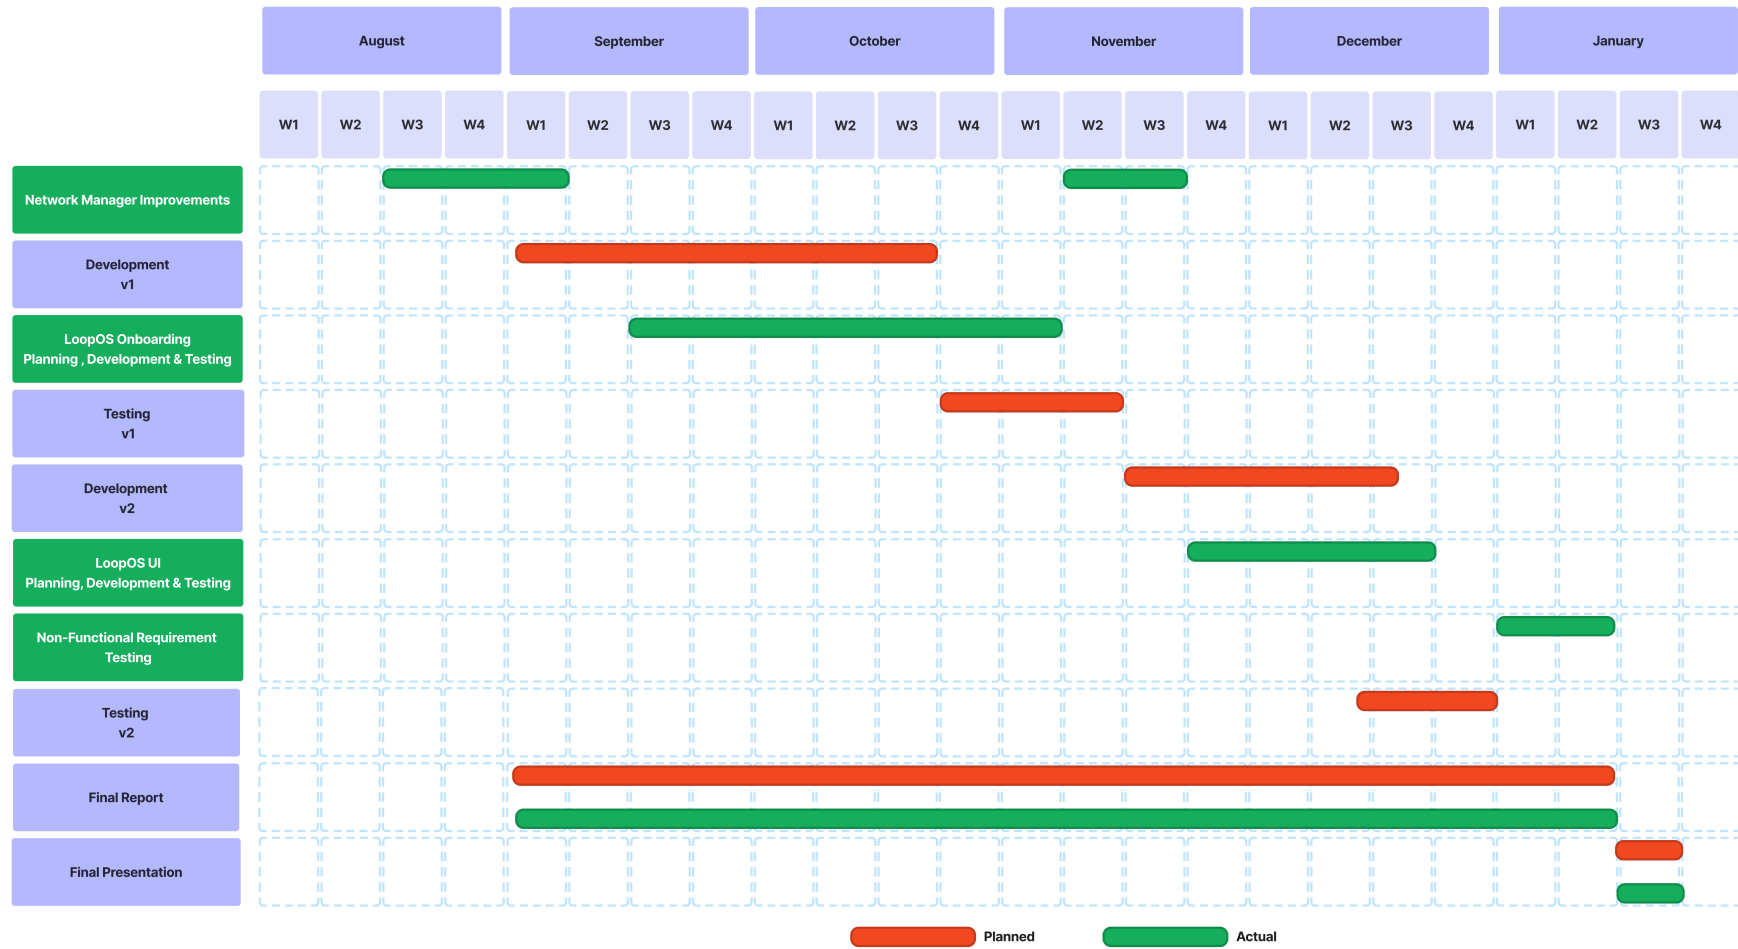 August September October November December January
W1 W2 W3 W4 W1 W2 W3 W4 W1 W2 W3 W4 W1 W2 W3 W4 W1 W2 W3 W4 W1 W2 W3 W4
Network Manager Improvements
Development
v1
LoopOS Onboarding
Planning , Development & Testing
Testing
v1
Development
v2
LoopOS UI
Planning, Development & Testing
Non-Functional Requirement
Testing
Testing
v2
Final Report
Final Presentation
Planned Actual